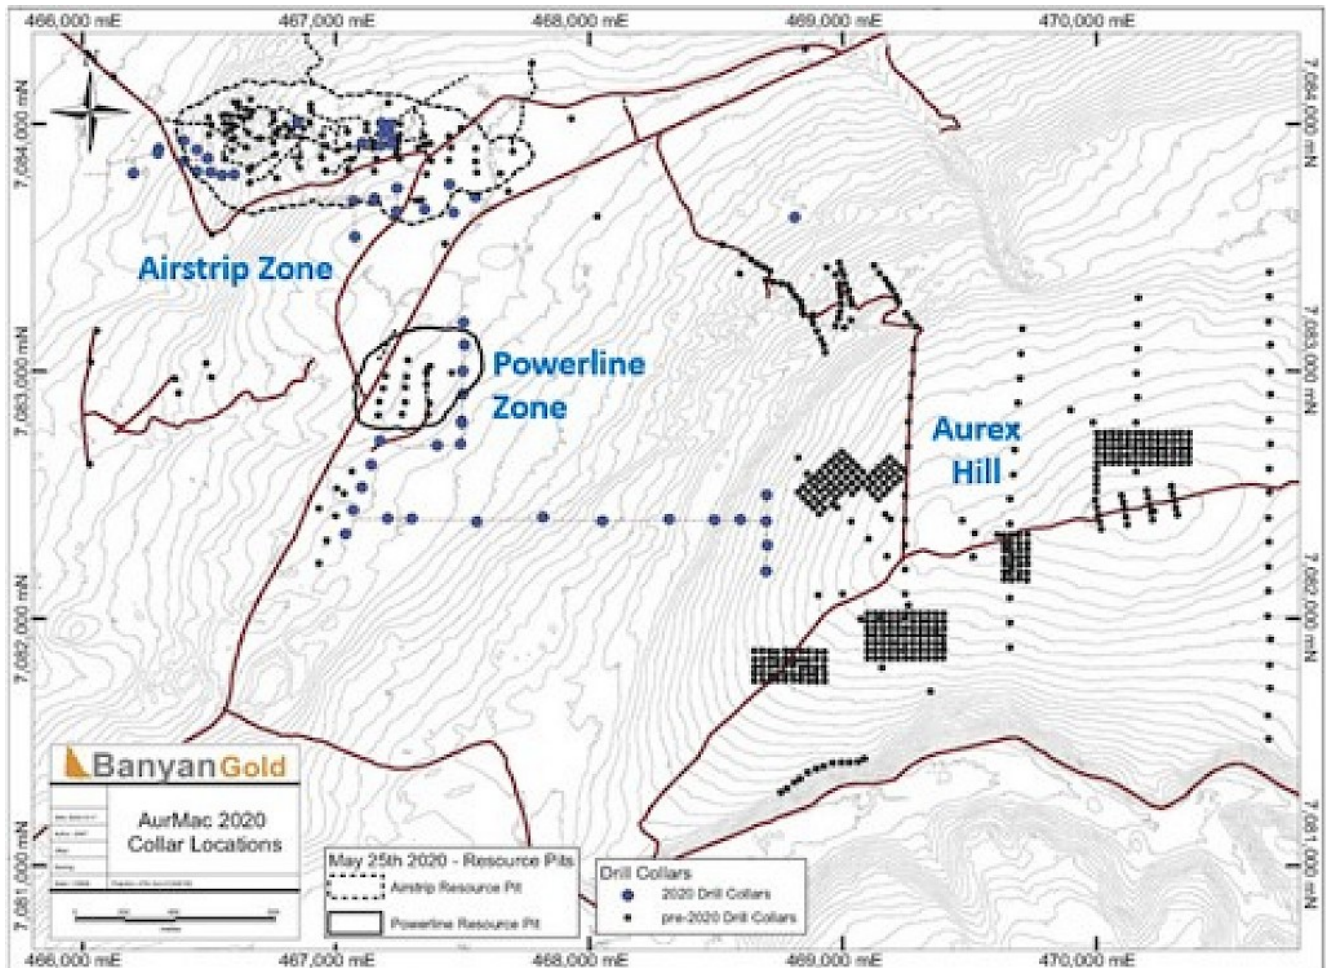 466,000 mE
467,000 mE
468,000 mE
469,000 mE
470,000 mE
7,084,000 mN
7,084,000 mN
Airstrip Zone
Powerline
Zone
7,083,000 mN
7,083,000 mN
Aurex
Hill
7,082,000 mN
7,082,000 mN
BanyanGold
AurMac 2020
Collar Locations
May 25th 2020 - Resource Pits
Airstrip Resource Pit
Powerline Resource Pit
Drill Collars
2020 Drill Collars
pre-2020 Drill Collars
7,081,000 mN
7,081,000 mN
466,000 mE
467,000 mE
468,000 mE
469,000 mE
470,000 mE